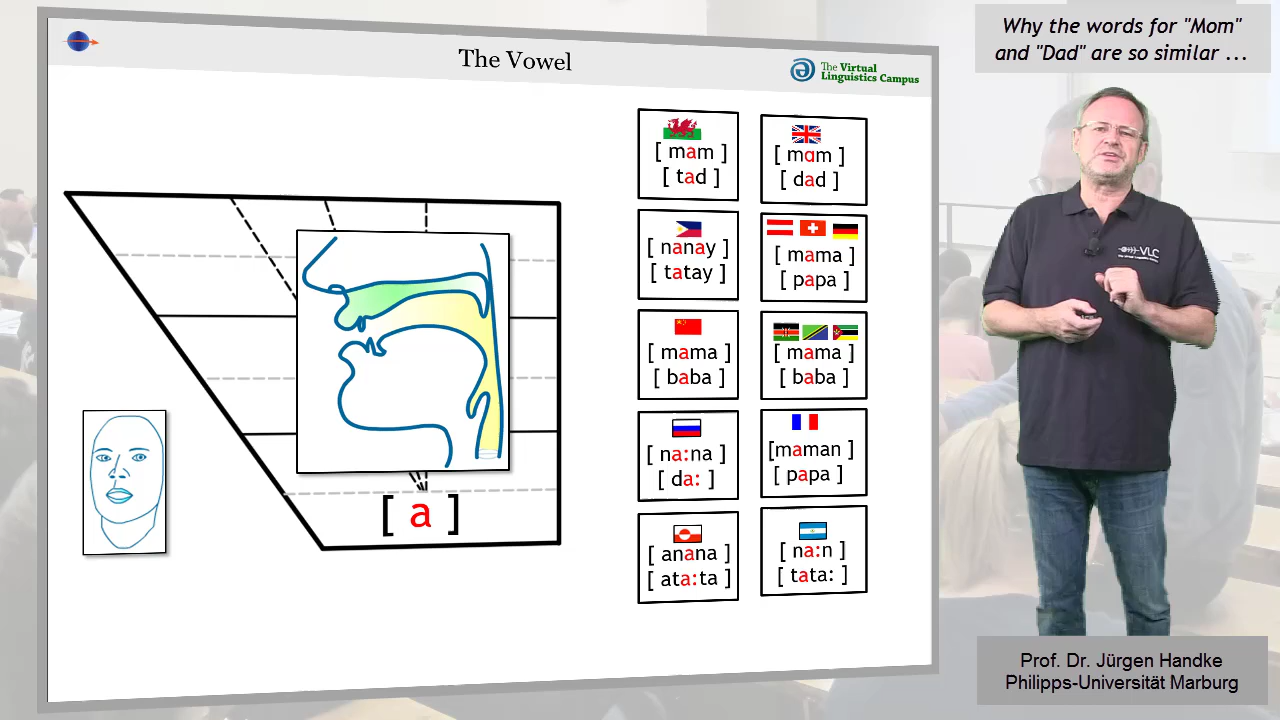 Why the words for "Mom"
and "Dad" are so similar ...
The Vowel
The Virtual
Linguistics Campus
[ mam ]
[ tad ]
[ mɑm ]
[ dad ]
[ nanay ]
[ tatay ]
[ mama ]
[ papa ]
[ mama ]
[ baba ]
[ mama ]
[ baba ]
[ na:na ]
[ da: ]
[maman ]
[ papa ]
[ anana ]
[ ata:ta ]
[ na:n ]
[ tata: ]
[ a ]
VLC
Prof. Dr. Jürgen Handke
Philipps-Universität Marburg